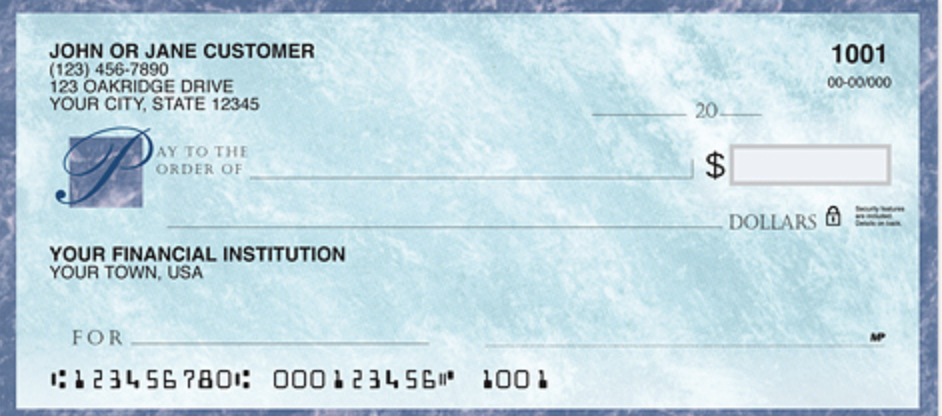 JOHN OR JANE CUSTOMER
(123) 456-7890
123 OAKRIDGE DRIVE
YOUR CITY, STATE 12345
1001
00-00/000
20
PAY TO THE
ORDER OF
$
DOLLARS
Security features
are included.
Details on back.
YOUR FINANCIAL INSTITUTION
YOUR TOWN, USA
FOR
MP
⑆123456780⑆ 000123456⑈ 1001